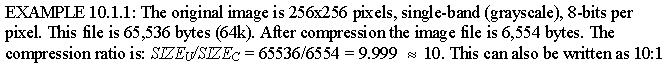 EXAMPLE 10.1.1: The original image is 256x256 pixels, single-band (grayscale), 8-bits per
pixel. This file is 65,536 bytes (64k). After compression the image file is 6,554 bytes. The
compression ratio is: SIZE_U/SIZE_C = 65536/6554 = 9.999 ≈ 10. This can also be written as 10:1